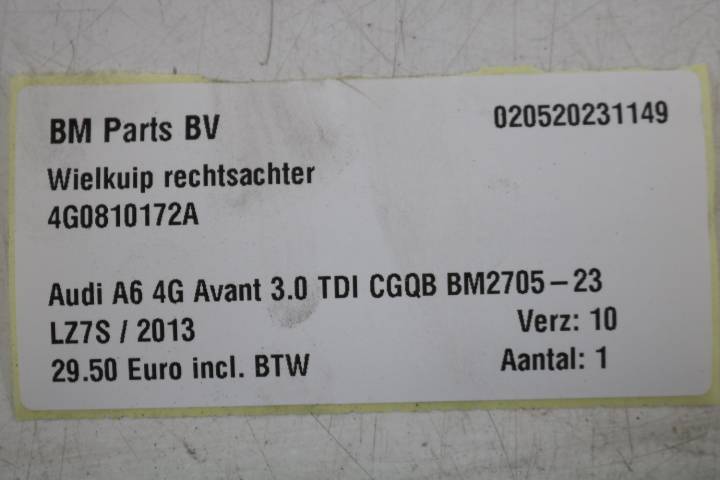 BM Parts BV 020520231149
Wielkuip rechtsachter
4G0810172A
Audi A6 4G Avant 3.0 TDI CGQB BM2705-23
LZ7S / 2013 Verz: 10
29.50 Euro incl. BTW Aantal: 1